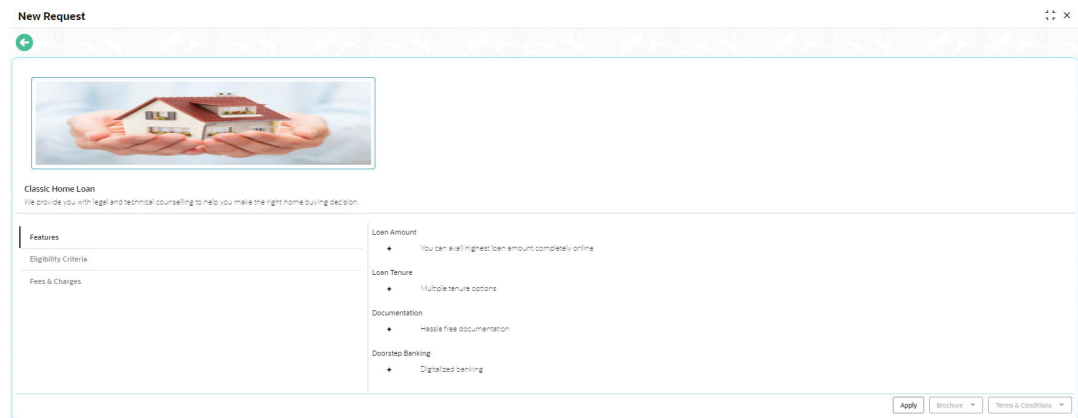 New Request
Classic Home Loan
We provide you with legal and technical counselling to help you make the right home buying decision.
Features
Eligibility Criteria
Fees & Charges
Loan Amount
You can avail highest loan amount completely online
Loan Tenure
Multiple tenure options
Documentation
Hassle free documentation
Doorstep Banking
Digitalized banking
Apply
Brochure
Terms & Conditions